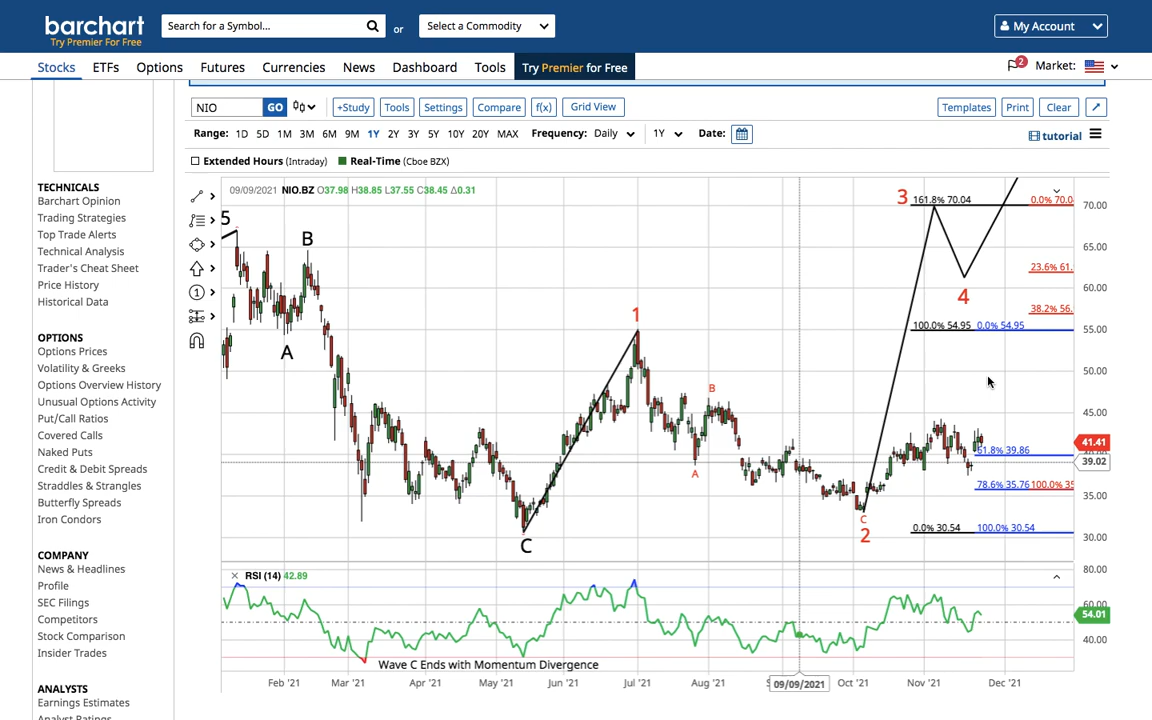 barchart
Try Premier For Free
Search for a Symbol...
or
Select a Commodity
My Account
Stocks ETFs Options Futures Currencies News Dashboard Tools Try Premier for Free
2 Market:
NIO GO +Study Tools Settings Compare f(x) Grid View Templates Print Clear
Range: 1D 5D 1M 3M 6M 9M 1Y 2Y 3Y 5Y 10Y 20Y MAX Frequency: Daily 1Y Date: tutorial
Extended Hours (Intraday) Real-Time (Cboe BZX)
09/09/2021 NIO.BZ O37.98 H38.85 L37.55 C38.45 Δ0.31
TECHNICALS
Barchart Opinion
Trading Strategies
Top Trade Alerts
Technical Analysis
Trader's Cheat Sheet
Price History
Historical Data
OPTIONS
Options Prices
Volatility & Greeks
Options Overview History
Unusual Options Activity
Put/Call Ratios
Covered Calls
Naked Puts
Credit & Debit Spreads
Straddles & Strangles
Butterfly Spreads
Iron Condors
COMPANY
News & Headlines
Profile
SEC Filings
Competitors
Stock Comparison
Insider Trades
ANALYSTS
Earnings Estimates
Analyst Ratings
5
B
A
C
1
B
A
C
2
3
4
1
161.8% 70.04 0.0% 70.0
23.6% 61.
38.2% 56.
100.0% 54.95 0.0% 54.95
61.8% 39.86
78.6% 35.76 100.0% 35
0.0% 30.54 100.0% 30.54
70.00
65.00
60.00
55.00
50.00
45.00
41.41
39.02
35.00
30.00
RSI (14) 42.89
80.00
60.00
54.01
40.00
Wave C Ends with Momentum Divergence
Feb '21 Mar '21 Apr '21 May '21 Jun '21 Jul '21 Aug '21 09/09/2021 Oct '21 Nov '21 Dec '21